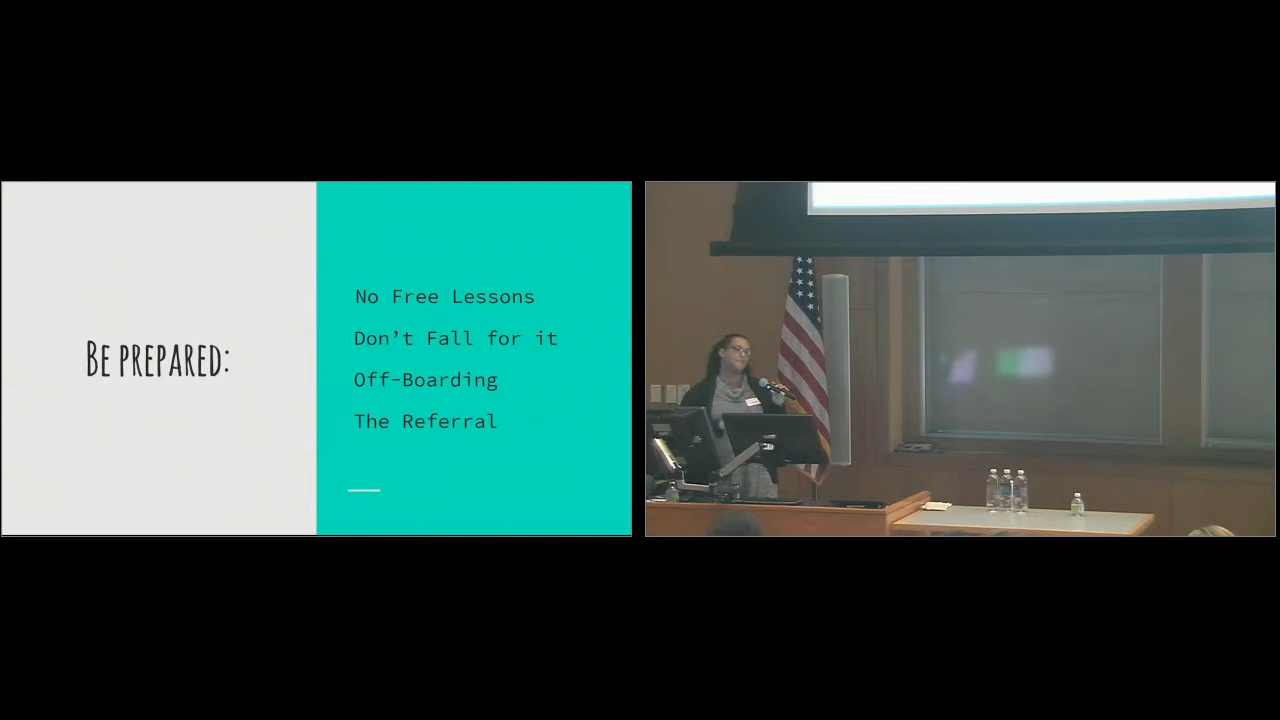 Be prepared:
No Free Lessons
Don’t Fall for it
Off-Boarding
The Referral